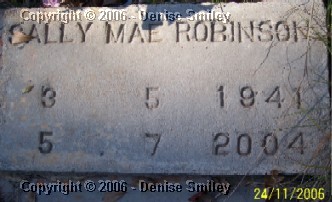 Copyright © 2006 - Denise Smiley
SALLY MAE ROBINSON
3 5 1941
5 7 2004
Copyright © 2006 - Denise Smiley
24/11/2006